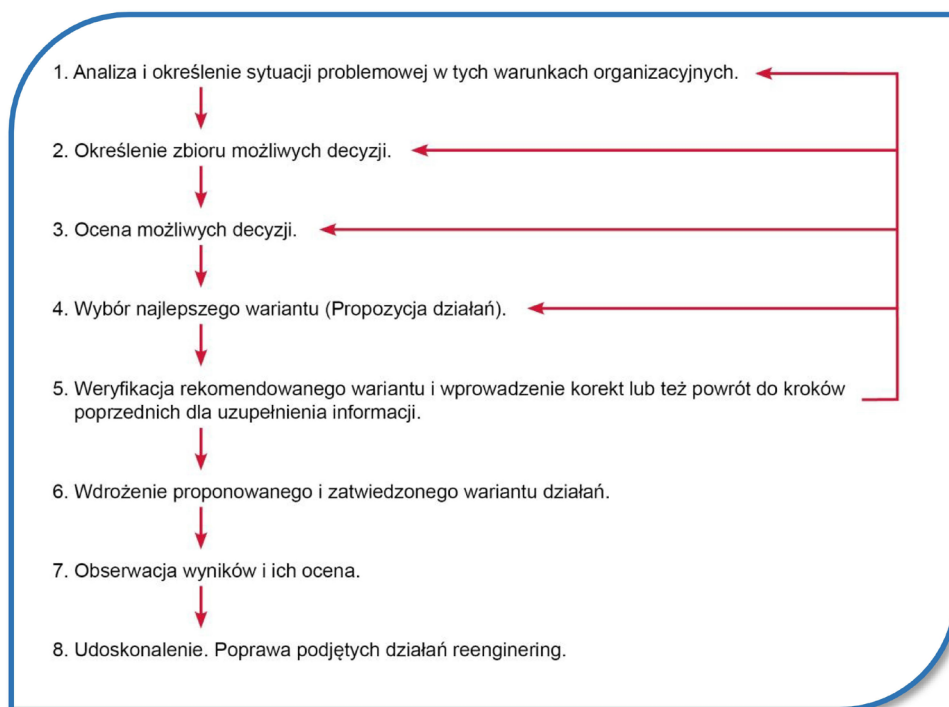 1. Analiza i określenie sytuacji problemowej w tych warunkach organizacyjnych.
2. Określenie zbioru możliwych decyzji.
3. Ocena możliwych decyzji.
4. Wybór najlepszego wariantu (Propozycja działań).
5. Weryfikacja rekomendowanego wariantu i wprowadzenie korekt lub też powrót do kroków
poprzednich dla uzupełnienia informacji.
6. Wdrożenie proponowanego i zatwiedzonego wariantu działań.
7. Obserwacja wyników i ich ocena.
8. Udoskonalenie. Poprawa podjętych działań reenginering.